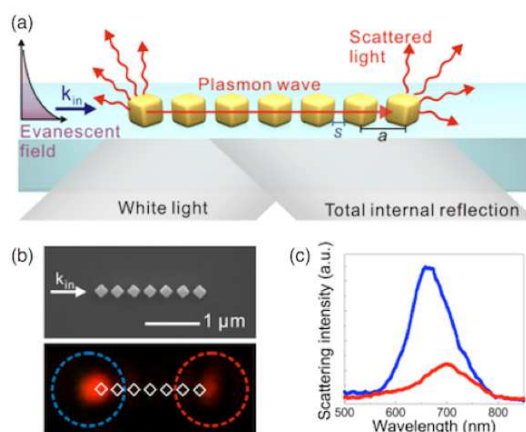 (a)
Scattered
light
Plasmon wave
k_in
Evanescent
field
s
a
White light
Total internal reflection
(b)
k_in
1 μm
(c)
Scattering intensity (a.u.)
500
600
700
800
Wavelength (nm)